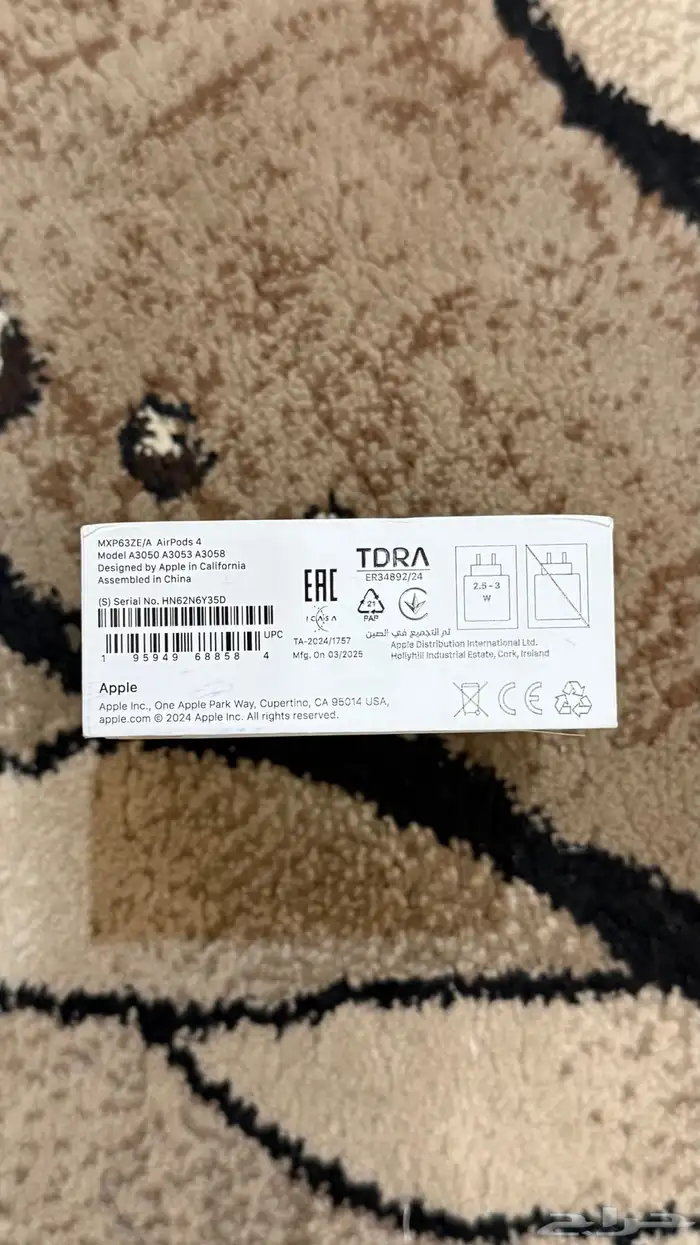 MXP63ZE/A AirPods 4
Model A3050 A3053 A3058
Designed by Apple in California
Assembled in China
(S) Serial No. HN62N6Y35D
UPC
1 95949 68858 4
EAC
ICASA
TA-2024/1757
Mfg. On 03/2025
TDRA
ER34892/24
21
PAP
2.5 - 3
W
تم التجميع في الصين
Apple Distribution International Ltd.
Hollyhill Industrial Estate, Cork, Ireland
Apple
Apple Inc., One Apple Park Way, Cupertino, CA 95014 USA,
apple.com © 2024 Apple Inc. All rights reserved.
CE
حراج